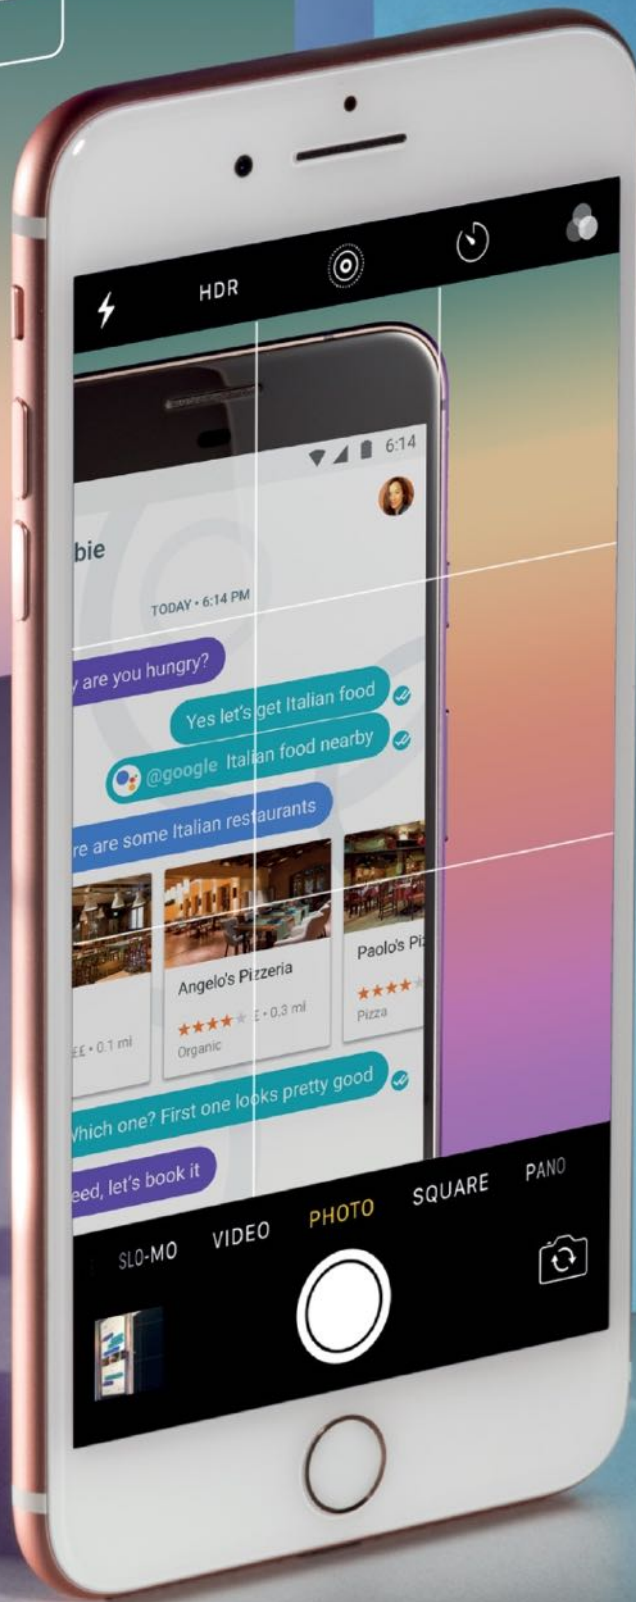 HDR
6:14
bie
TODAY • 6:14 PM
y are you hungry?
Yes let's get Italian food
@google Italian food nearby
re are some Italian restaurants
Angelo's Pizzeria
Paolo's Piz
££ • 0.1 mi
£ • 0.3 mi
Organic
Pizza
Which one? First one looks pretty good
eed, let's book it
SLO-MO VIDEO PHOTO SQUARE PANO